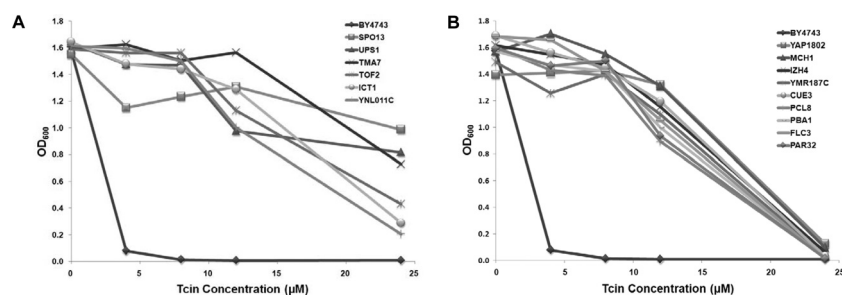 A
1.8
1.6
1.4
1.2
1.0
0.8
0.6
0.4
0.2
0.0
OD600
0
5
10
15
20
25
Tcin Concentration (µM)
BY4743
SPO13
UPS1
TMA7
TOF2
ICT1
YNL011C
B
1.8
1.6
1.4
1.2
1.0
0.8
0.6
0.4
0.2
0.0
OD600
0
5
10
15
20
25
Tcin Concentration (µM)
BY4743
YAP1802
MCH1
IZH4
YMR187C
CUE3
PCL8
PBA1
FLC3
PAR32